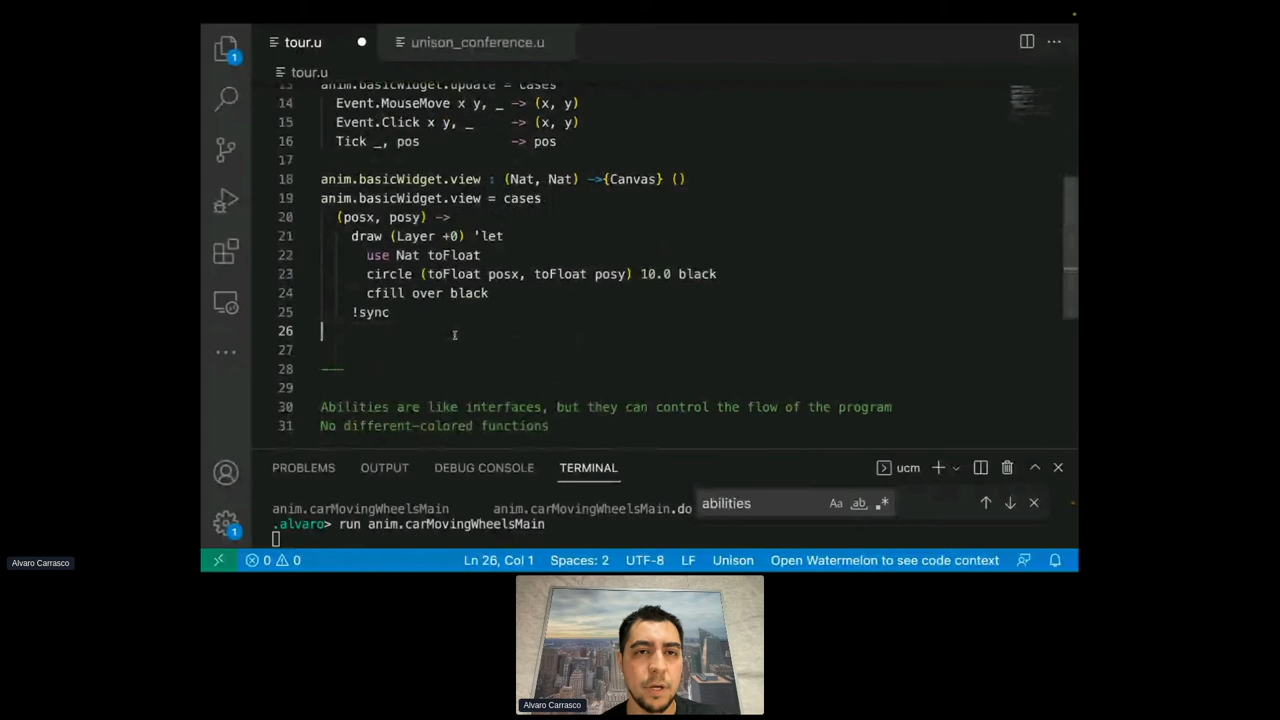 tour.u
unison_conference.u
1
tour.u
13 anim.basicWidget.update = cases
14 Event.MouseMove x y, _ -> (x, y)
15 Event.Click x y, _ -> (x, y)
16 Tick _, pos -> pos
17
18 anim.basicWidget.view : (Nat, Nat) ->{Canvas} ()
19 anim.basicWidget.view = cases
20 (posx, posy) ->
21 draw (Layer +0) 'let
22 use Nat toFloat
23 circle (toFloat posx, toFloat posy) 10.0 black
24 cfill over black
25 !sync
26
27
28 ---
29
30 Abilities are like interfaces, but they can control the flow of the program
31 No different-colored functions
PROBLEMS OUTPUT DEBUG CONSOLE TERMINAL ucm
abilities Aa ab .*
anim.carMovingWheelsMain anim.carMovingWheelsMain.do
.alvaro> run anim.carMovingWheelsMain
1
0 0 Ln 26, Col 1 Spaces: 2 UTF-8 LF Unison Open Watermelon to see code context
Alvaro Carrasco
Alvaro Carrasco